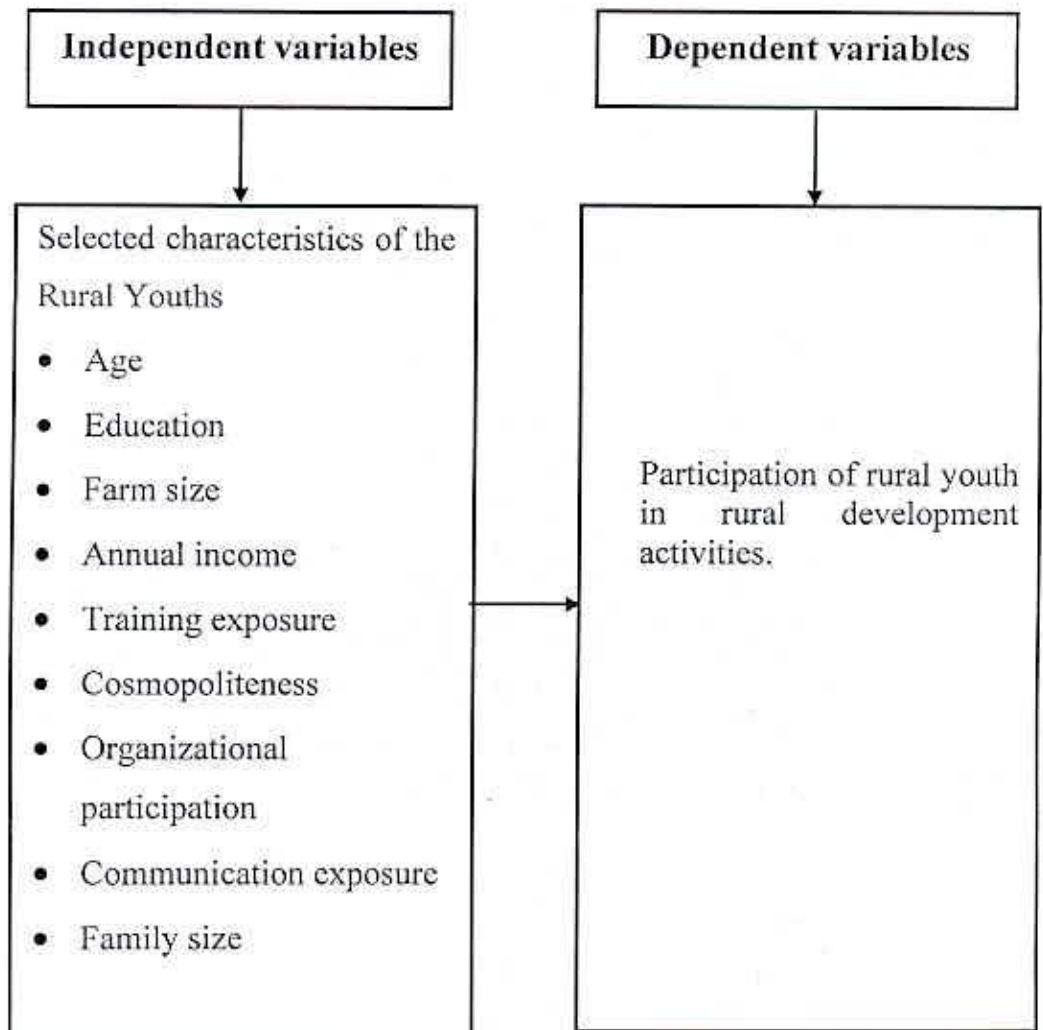 Independent variables
Dependent variables
Selected characteristics of the
Rural Youths
• Age
• Education
• Farm size
• Annual income
• Training exposure
• Cosmopoliteness
• Organizational
participation
• Communication exposure
• Family size
Participation of rural youth
in rural development
activities.